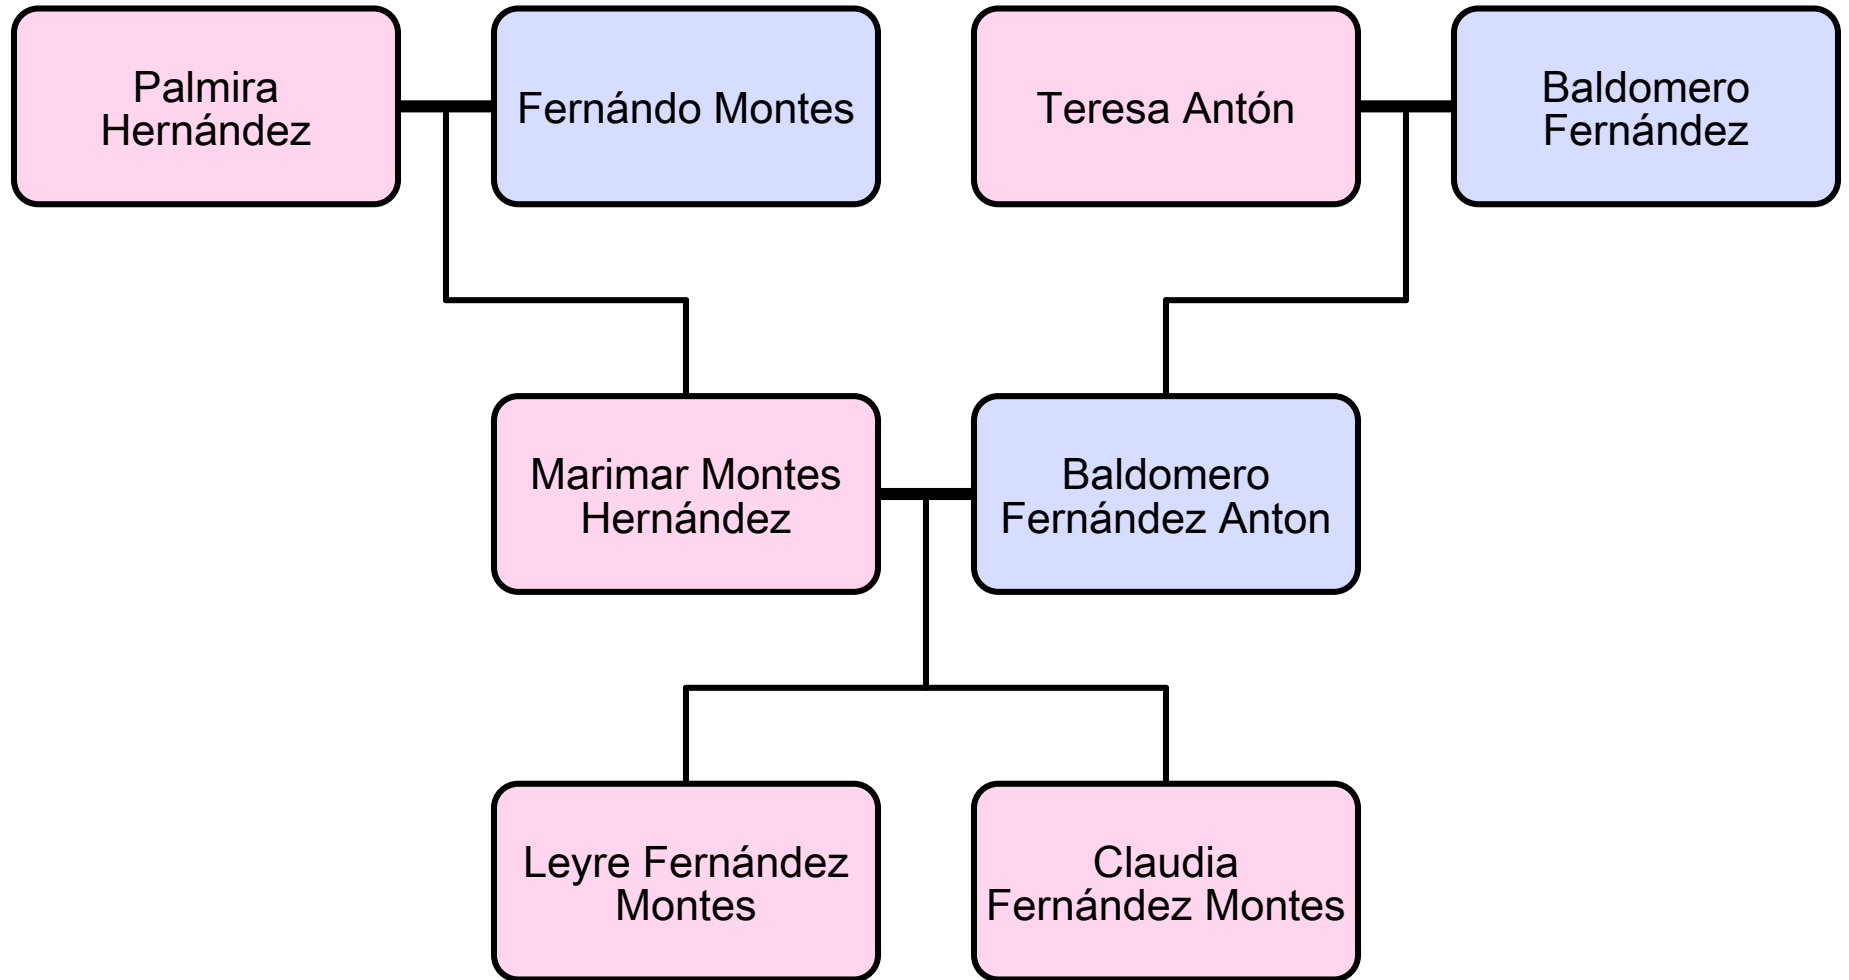 Palmira
Hernández
Fernándo Montes
Teresa Antón
Baldomero
Fernández
Marimar Montes
Hernández
Baldomero
Fernández Anton
Leyre Fernández
Montes
Claudia
Fernández Montes